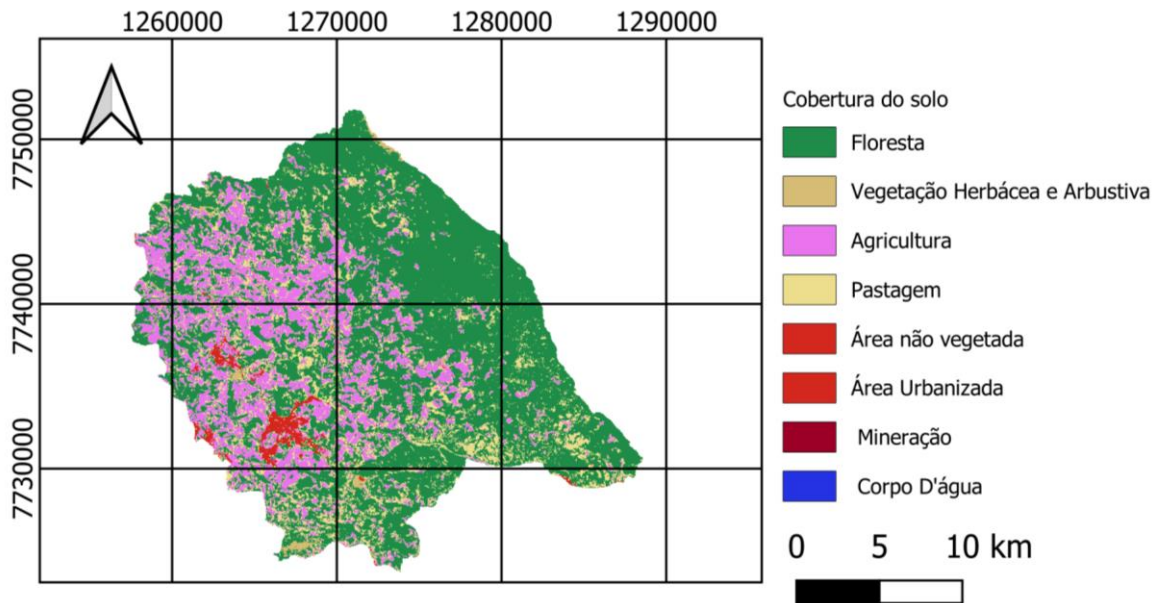 1260000 1270000 1280000 1290000
7750000
7740000
7730000
Cobertura do solo
Floresta
Vegetação Herbácea e Arbustiva
Agricultura
Pastagem
Área não vegetada
Área Urbanizada
Mineração
Corpo D'água
0 5 10 km